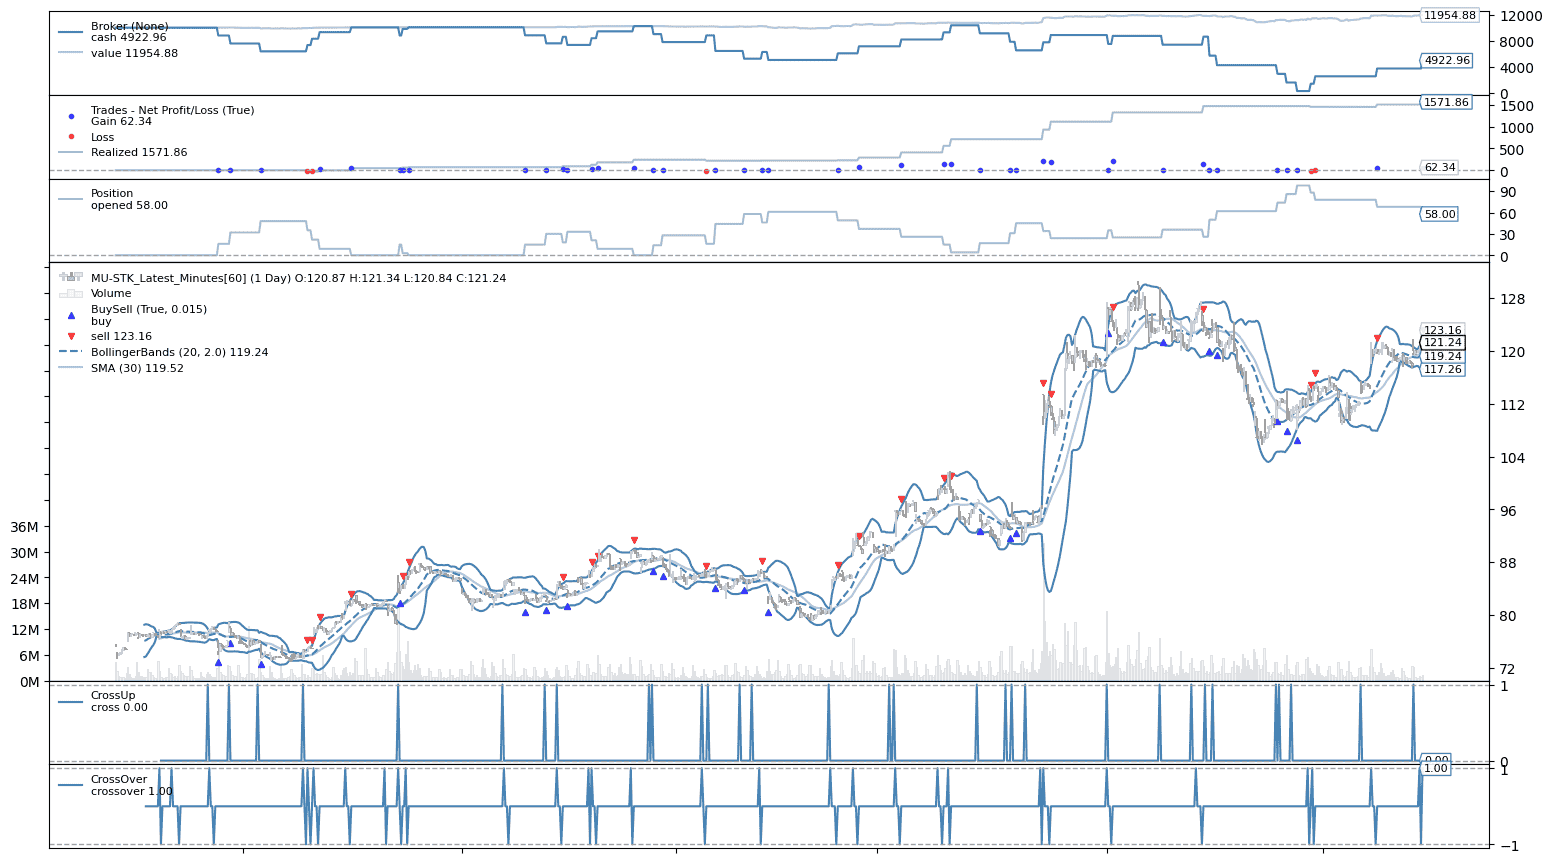 Broker (None)
cash 4922.96
value 11954.88
12000
11954.88
8000
4922.96
4000
0
Trades - Net Profit/Loss (True)
Gain 62.34
Loss
Realized 1571.86
1571.86
1500
1000
500
62.34
0
Position
opened 58.00
90
60
58.00
30
0
MU-STK_Latest_Minutes[60] (1 Day) O:120.87 H:121.34 L:120.84 C:121.24
Volume
BuySell (True, 0.015)
buy
sell 123.16
BollingerBands (20, 2.0) 119.24
SMA (30) 119.52
128
123.16
120
121.24
119.24
117.26
112
104
96
88
80
72
36M
30M
24M
18M
12M
6M
0M
CrossUp
cross 0.00
1
0
0.00
CrossOver
crossover 1.00
1
1.00
−1